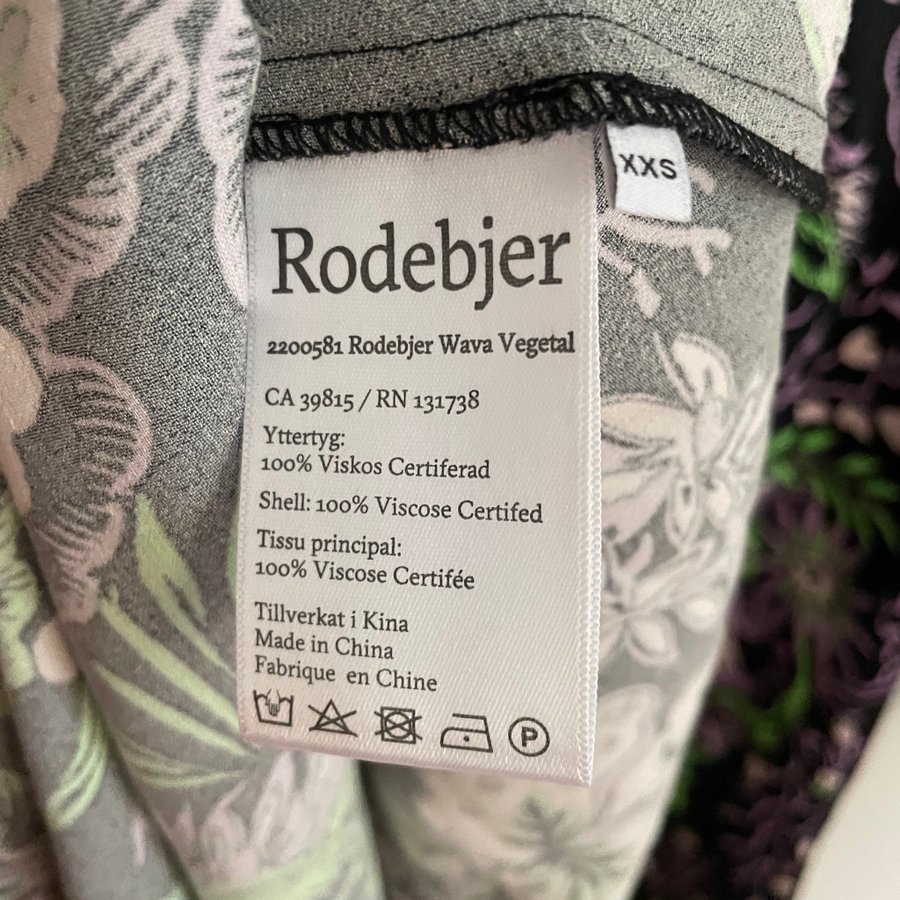 XXS
Rodebjer
2200581 Rodebjer Wava Vegetal
CA 39815 / RN 131738
Yttertyg:
100% Viskos Certiferad
Shell: 100% Viscose Certifed
Tissu principal:
100% Viscose Certifée
Tillverkat i Kina
Made in China
Fabrique en Chine
P